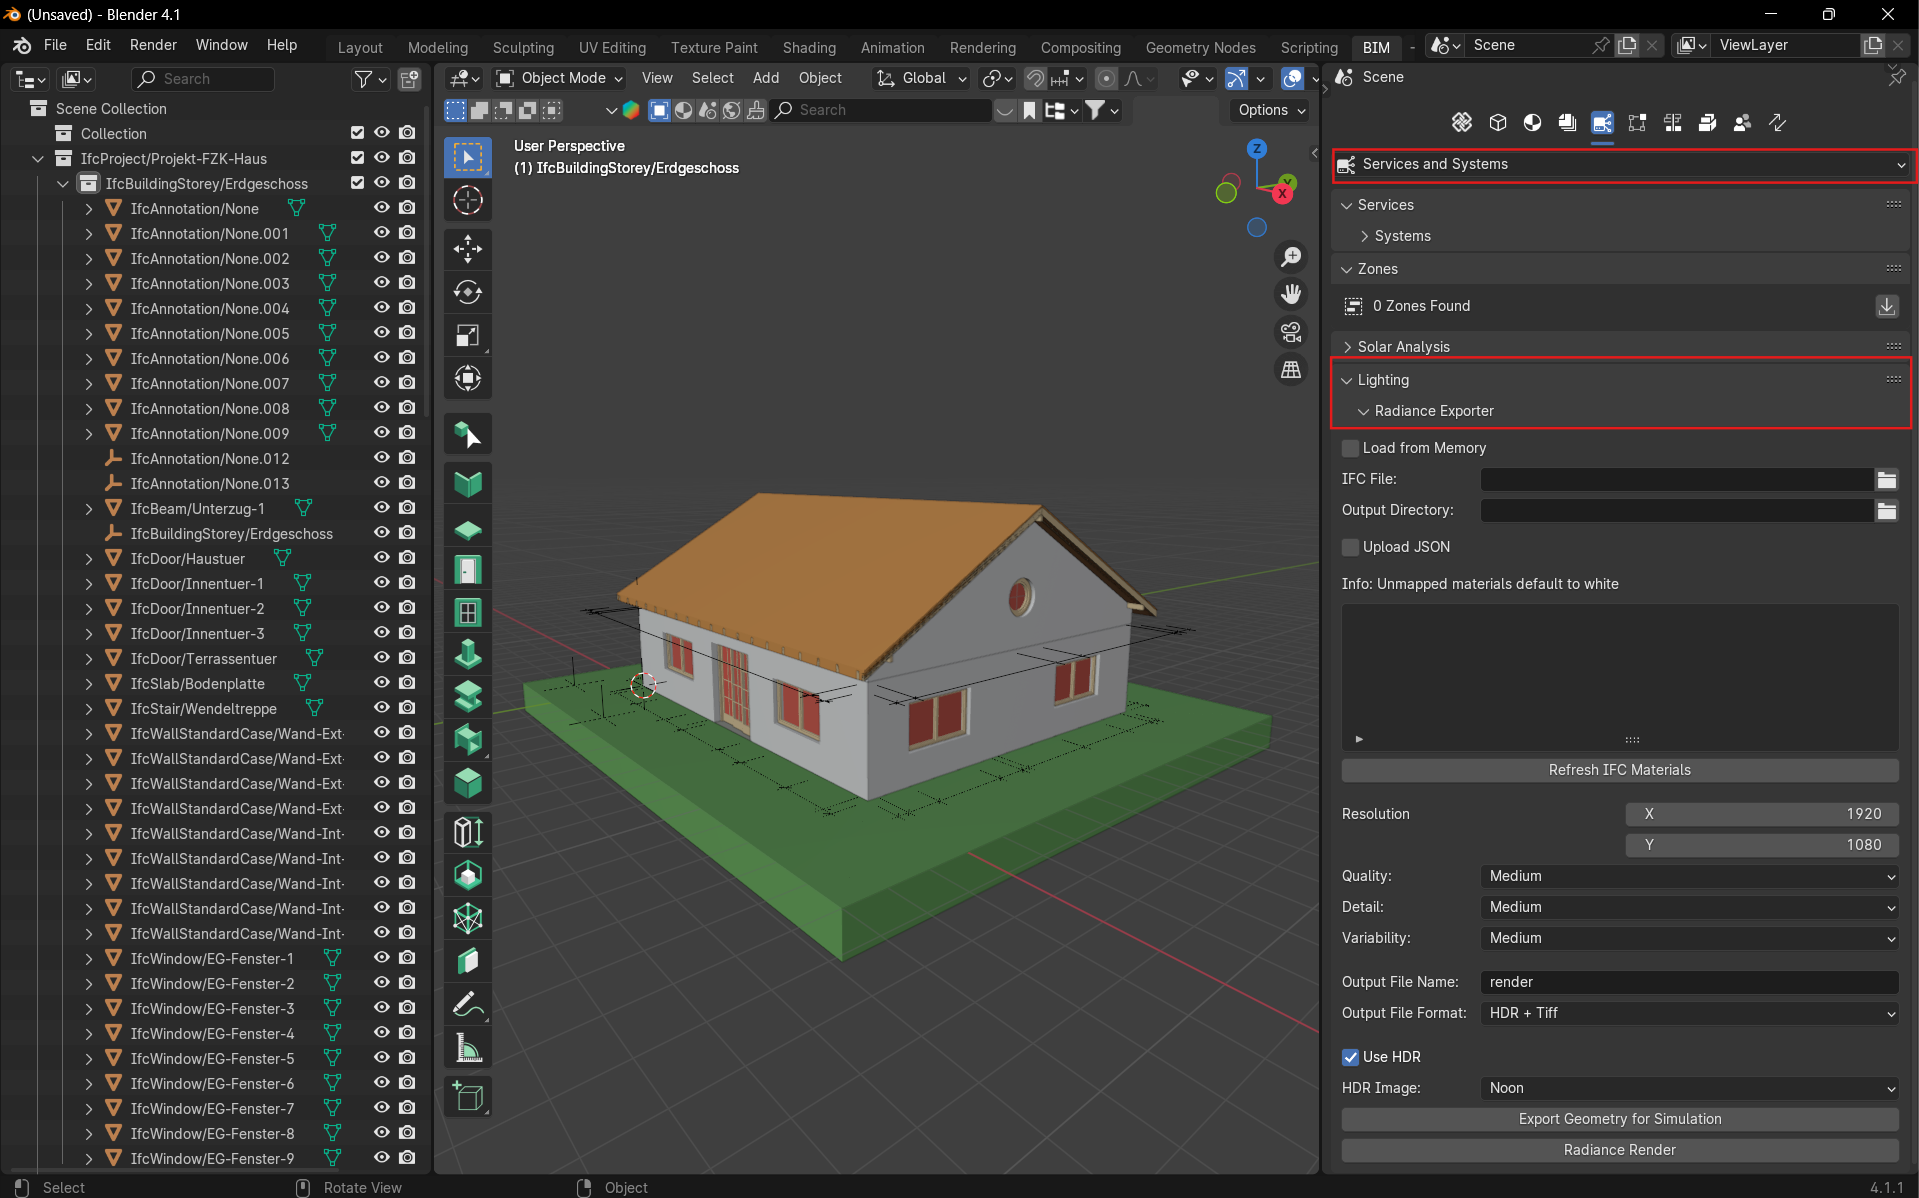 (Unsaved) - Blender 4.1
File Edit Render Window Help Layout Modeling Sculpting UV Editing Texture Paint Shading Animation Rendering Compositing Geometry Nodes Scripting BIM Scene ViewLayer
Search
Scene Collection
Collection
IfcProject/Projekt-FZK-Haus
IfcBuildingStorey/Erdgeschoss
IfcAnnotation/None
IfcAnnotation/None.001
IfcAnnotation/None.002
IfcAnnotation/None.003
IfcAnnotation/None.004
IfcAnnotation/None.005
IfcAnnotation/None.006
IfcAnnotation/None.007
IfcAnnotation/None.008
IfcAnnotation/None.009
IfcAnnotation/None.012
IfcAnnotation/None.013
IfcBeam/Unterzug-1
IfcBuildingStorey/Erdgeschoss
IfcDoor/Haustuer
IfcDoor/Innentuer-1
IfcDoor/Innentuer-2
IfcDoor/Innentuer-3
IfcDoor/Terrassentuer
IfcSlab/Bodenplatte
IfcStair/Wendeltreppe
IfcWallStandardCase/Wand-Ext-
IfcWallStandardCase/Wand-Ext-
IfcWallStandardCase/Wand-Ext-
IfcWallStandardCase/Wand-Ext-
IfcWallStandardCase/Wand-Int-
IfcWallStandardCase/Wand-Int-
IfcWallStandardCase/Wand-Int-
IfcWallStandardCase/Wand-Int-
IfcWallStandardCase/Wand-Int-
IfcWindow/EG-Fenster-1
IfcWindow/EG-Fenster-2
IfcWindow/EG-Fenster-3
IfcWindow/EG-Fenster-4
IfcWindow/EG-Fenster-5
IfcWindow/EG-Fenster-6
IfcWindow/EG-Fenster-7
IfcWindow/EG-Fenster-8
IfcWindow/EG-Fenster-9
Object Mode View Select Add Object Global
Search Options
User Perspective
(1) IfcBuildingStorey/Erdgeschoss
Z
Y
X
Scene
Services and Systems
Services
Systems
Zones
0 Zones Found
Solar Analysis
Lighting
Radiance Exporter
Load from Memory
IFC File:
Output Directory:
Upload JSON
Info: Unmapped materials default to white
Refresh IFC Materials
Resolution X 1920
Y 1080
Quality: Medium
Detail: Medium
Variability: Medium
Output File Name: render
Output File Format: HDR + Tiff
Use HDR
HDR Image: Noon
Export Geometry for Simulation
Radiance Render
Select Rotate View Object 4.1.1